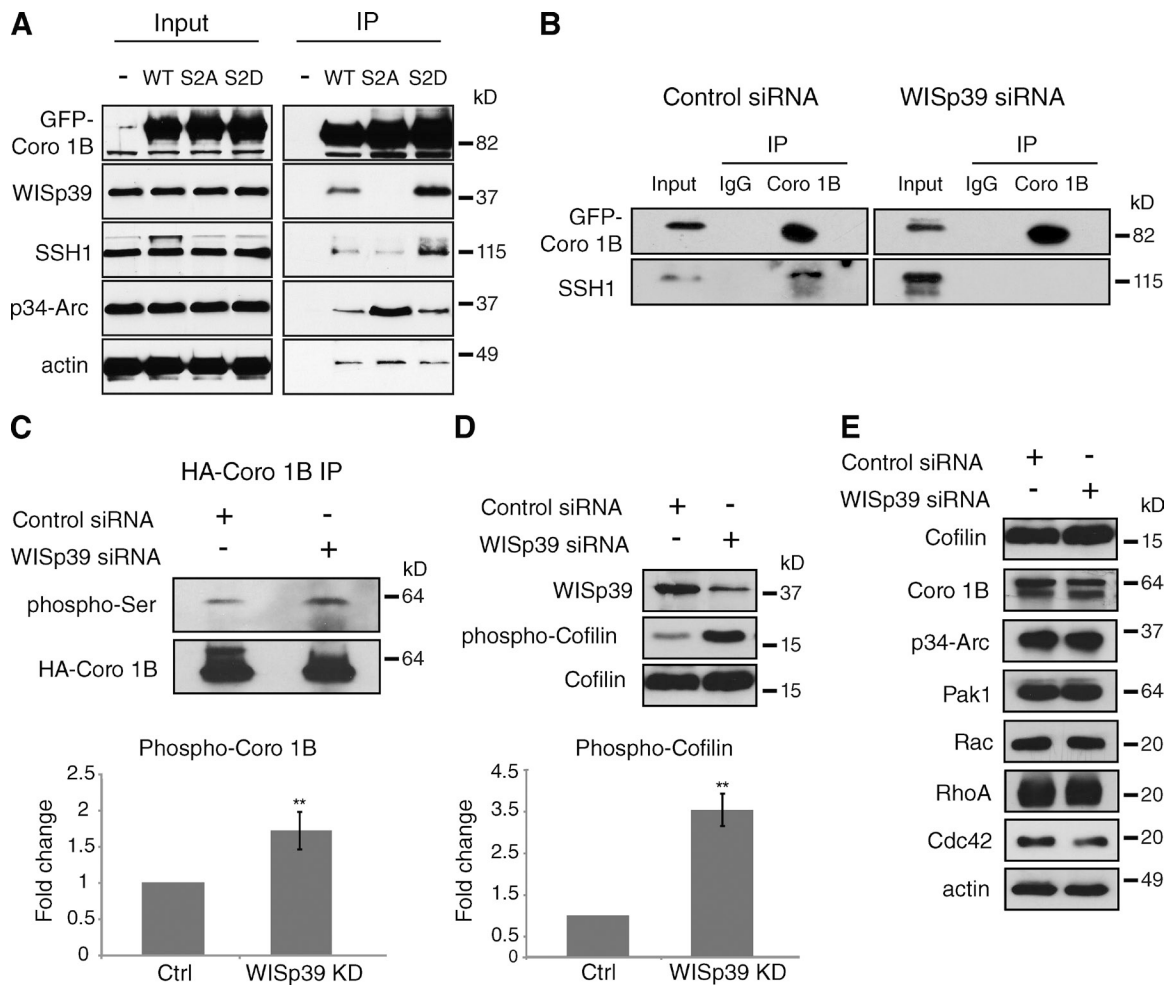 A
Input
IP
- WT S2A S2D
- WT S2A S2D
kD
GFP-
Coro 1B
82
WISp39
37
SSH1
115
p34-Arc
37
actin
49
B
Control siRNA
WISp39 siRNA
IP
IP
Input IgG Coro 1B
Input IgG Coro 1B
kD
GFP-
Coro 1B
82
SSH1
115
C
HA-Coro 1B IP
Control siRNA + -
WISp39 siRNA - +
kD
phospho-Ser
64
HA-Coro 1B
64
Phospho-Coro 1B
Fold change
2.5
2
1.5
1
0.5
0
**
Ctrl
WISp39 KD
D
Control siRNA + -
WISp39 siRNA - +
kD
WISp39
37
phospho-Cofilin
15
Cofilin
15
Phospho-Cofilin
Fold change
4.5
3.5
2.5
1.5
0.5
0
**
Ctrl
WISp39 KD
E
Control siRNA + -
WISp39 siRNA - +
kD
Cofilin
15
Coro 1B
64
p34-Arc
37
Pak1
64
Rac
20
RhoA
20
Cdc42
20
actin
49